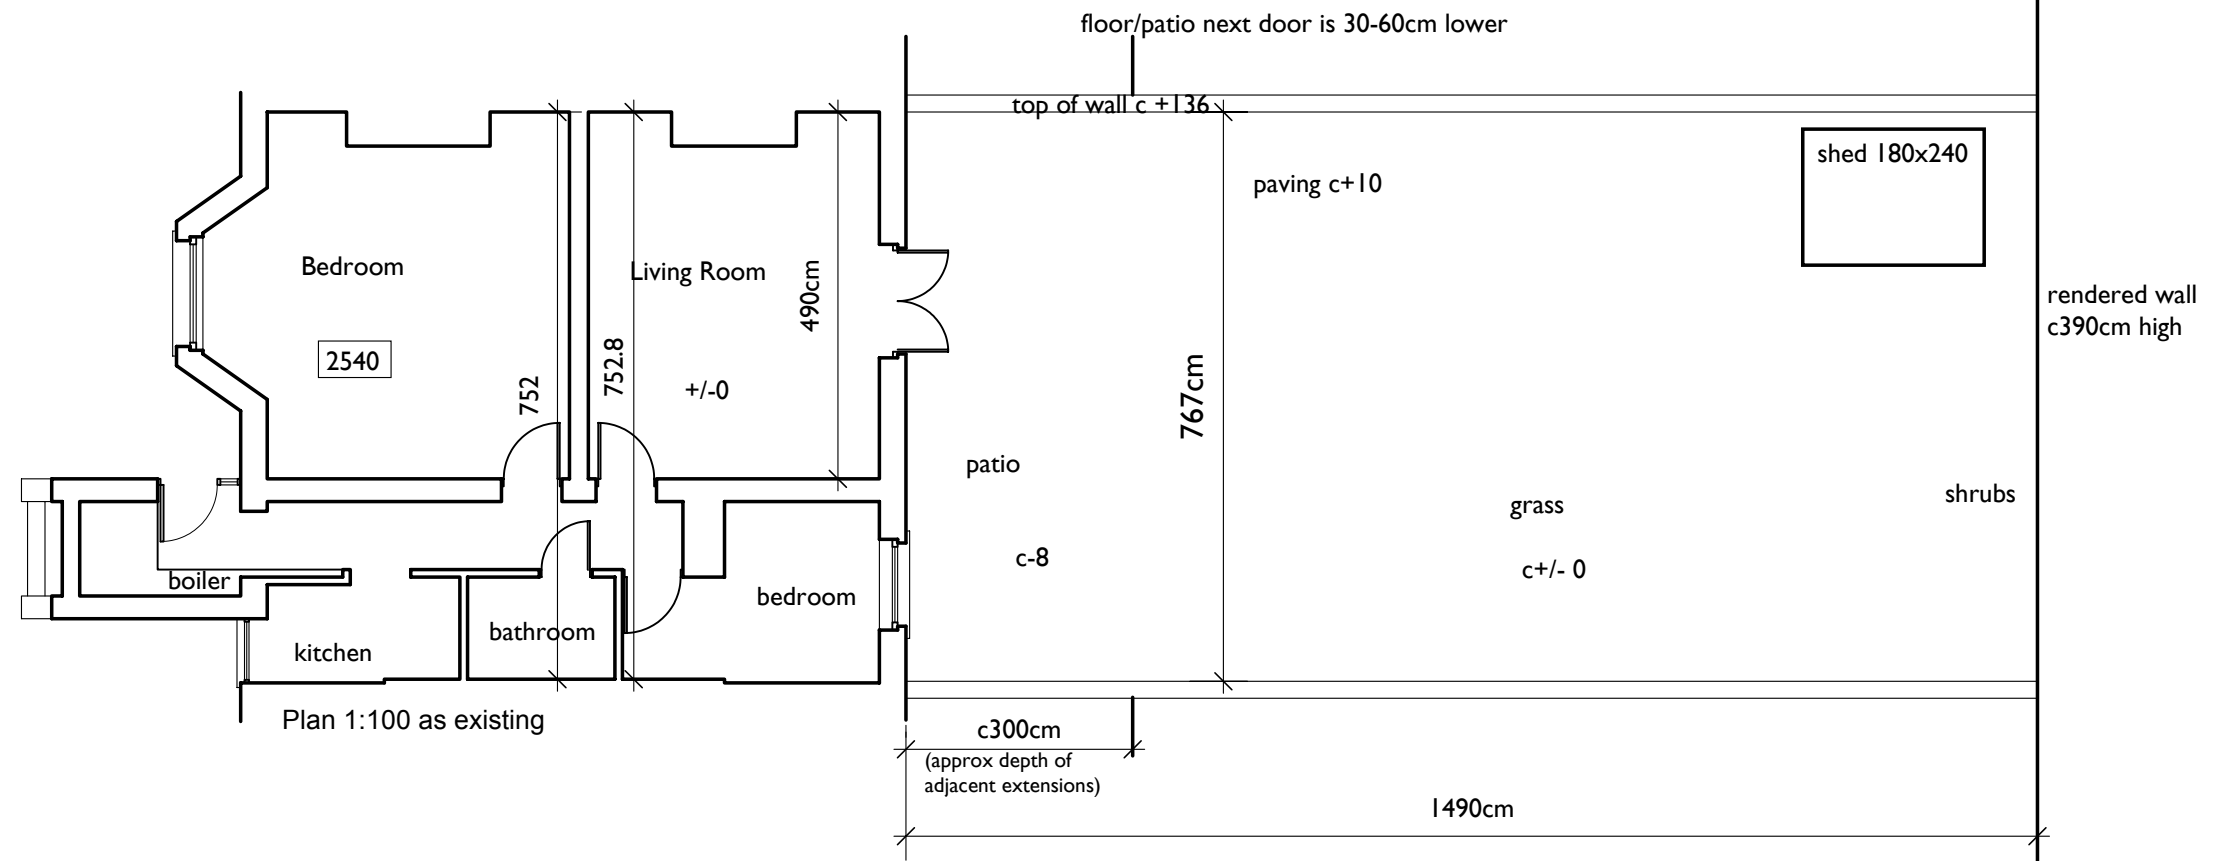 floor/patio next door is 30-60cm lower
top of wall c +136
shed 180x240
paving c+10
Bedroom
Living Room
490cm
rendered wall
c390cm high
2540
752
752.8
+/-0
767cm
patio
grass
shrubs
c-8
c+/- 0
boiler
bedroom
bathroom
kitchen
Plan 1:100 as existing
c300cm
(approx depth of
adjacent extensions)
1490cm